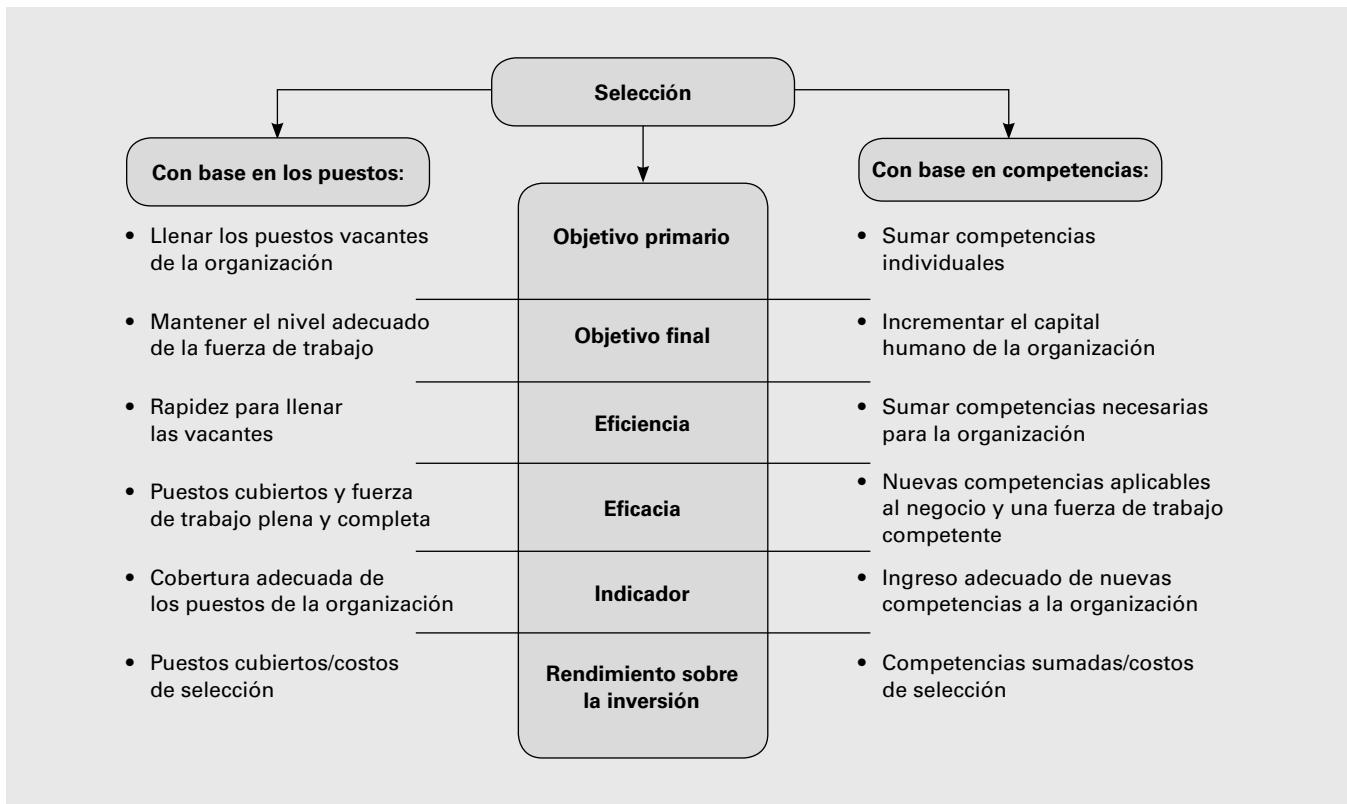 Selección
Con base en los puestos:
Con base en competencias:
• Llenar los puestos vacantes
de la organización
Objetivo primario
• Sumar competencias
individuales
• Mantener el nivel adecuado
de la fuerza de trabajo
Objetivo final
• Incrementar el capital
humano de la organización
• Rapidez para llenar
las vacantes
Eficiencia
• Sumar competencias necesarias
para la organización
• Puestos cubiertos y fuerza
de trabajo plena y completa
Eficacia
• Nuevas competencias aplicables
al negocio y una fuerza de trabajo
competente
• Cobertura adecuada de
los puestos de la organización
Indicador
• Ingreso adecuado de nuevas
competencias a la organización
• Puestos cubiertos/costos
de selección
Rendimiento sobre
la inversión
• Competencias sumadas/costos
de selección